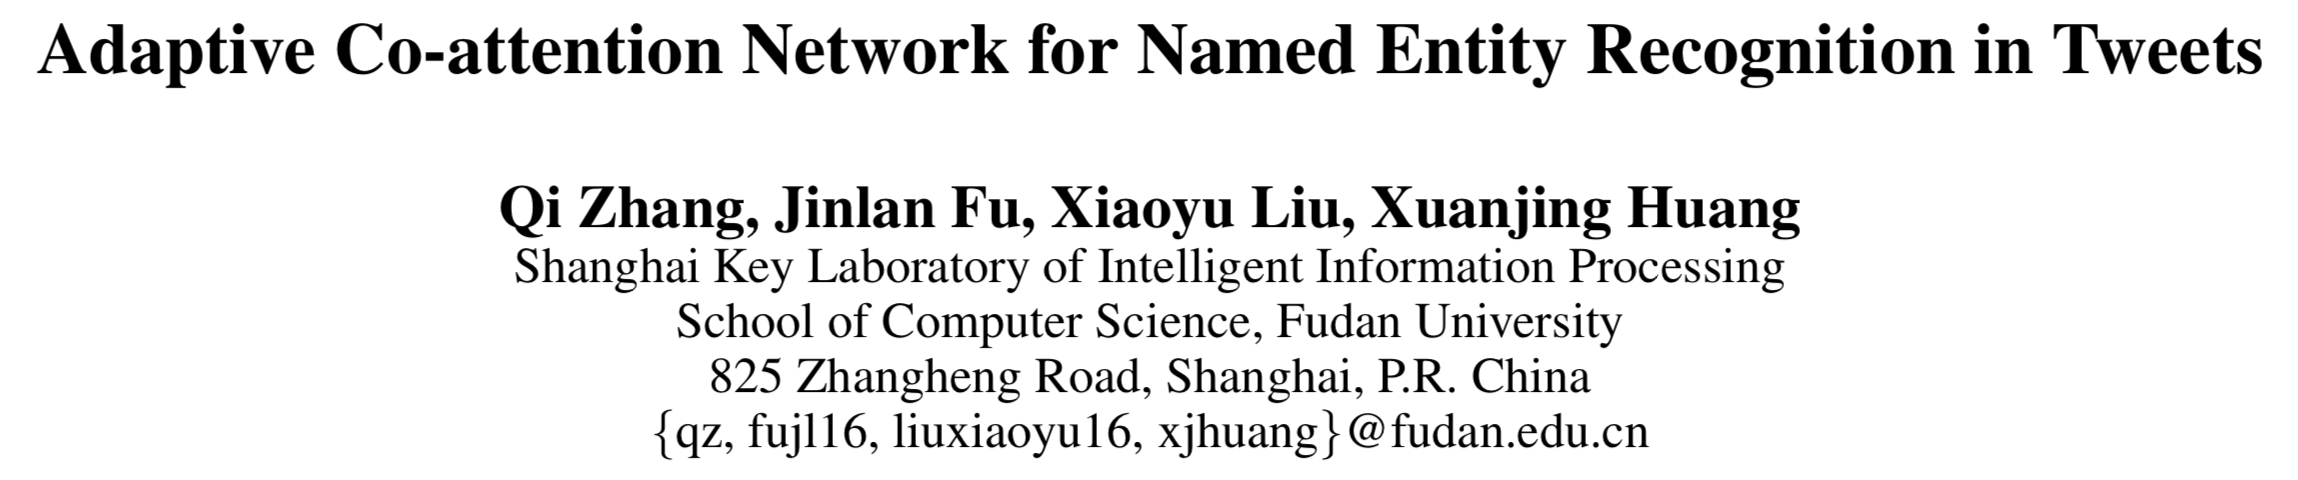 Adaptive Co-attention Network for Named Entity Recognition in Tweets
Qi Zhang, Jinlan Fu, Xiaoyu Liu, Xuanjing Huang
Shanghai Key Laboratory of Intelligent Information Processing
School of Computer Science, Fudan University
825 Zhangheng Road, Shanghai, P.R. China
{qz, fujl16, liuxiaoyu16, xjhuang}@fudan.edu.cn